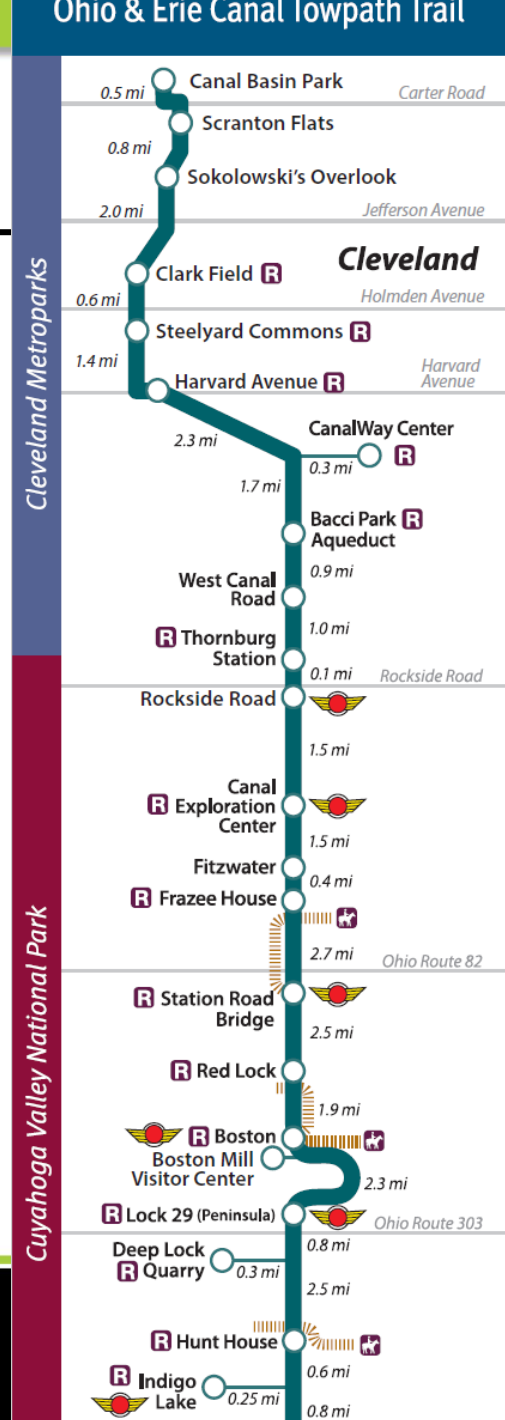 Ohio & Erie Canal Towpath Trail
Cleveland Metroparks
Canal Basin Park
0.5 mi
Carter Road
Scranton Flats
0.8 mi
Sokolowski's Overlook
2.0 mi
Jefferson Avenue
Cleveland
Clark Field R
0.6 mi
Holmden Avenue
Steelyard Commons R
1.4 mi
Harvard
Avenue
Harvard Avenue R
2.3 mi
CanalWay Center
R
0.3 mi
1.7 mi
Bacci Park R
Aqueduct
0.9 mi
West Canal
Road
1.0 mi
R Thornburg
Station
0.1 mi
Rockside Road
Cuyahoga Valley National Park
Rockside Road
1.5 mi
Canal
R Exploration
Center
1.5 mi
Fitzwater
0.4 mi
R Frazee House
2.7 mi
Ohio Route 82
R Station Road
Bridge
2.5 mi
R Red Lock
1.9 mi
R Boston
Boston Mill
Visitor Center
2.3 mi
R Lock 29 (Peninsula)
Ohio Route 303
0.8 mi
Deep Lock
R Quarry
0.3 mi
2.5 mi
R Hunt House
0.6 mi
R Indigo
Lake
0.25 mi
0.8 mi